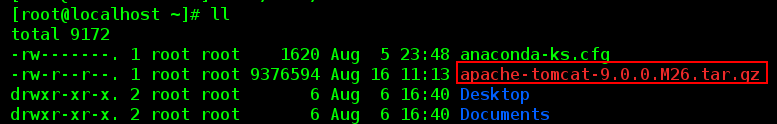 [root@localhost ~]# ll
total 9172
-rw-------. 1 root root    1620 Aug  5 23:48 anaconda-ks.cfg
-rw-r--r--. 1 root root 9376594 Aug 16 11:13 apache-tomcat-9.0.0.M26.tar.gz
drwxr-xr-x. 2 root root       6 Aug  6 16:40 Desktop
drwxr-xr-x. 2 root root       6 Aug  6 16:40 Documents